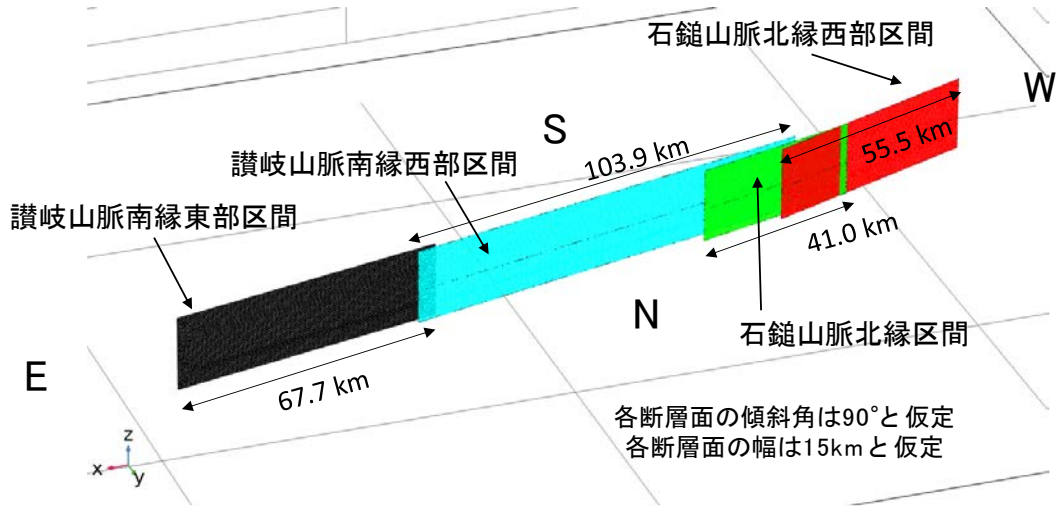 石鎚山脈北縁西部区間
W
S
103.9 km
55.5 km
讃岐山脈南縁西部区間
讃岐山脈南縁東部区間
41.0 km
N
石鎚山脈北縁区間
E
67.7 km
各断層面の傾斜角は90°と仮定
各断層面の幅は15kmと仮定
z
x
y